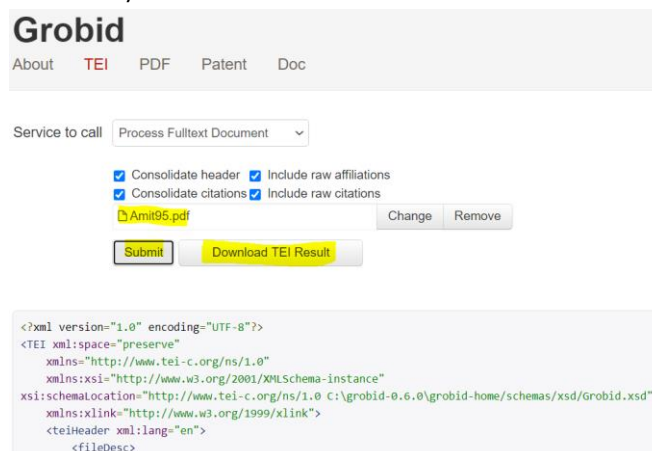 Grobid
About TEI PDF Patent Doc
Service to call Process Fulltext Document
Consolidate header Include raw affiliations
Consolidate citations Include raw citations
Amit95.pdf Change Remove
Submit Download TEI Result
<?xml version="1.0" encoding="UTF-8"?>
<TEI xml:space="preserve"
xmlns="http://www.tei-c.org/ns/1.0"
xmlns:xsi="http://www.w3.org/2001/XMLSchema-instance"
xsi:schemaLocation="http://www.tei-c.org/ns/1.0 C:\grobid-0.6.0\grobid-home/schemas/xsd/Grobid.xsd"
xmlns:xlink="http://www.w3.org/1999/xlink">
<teiHeader xml:lang="en">
<fileDesc>